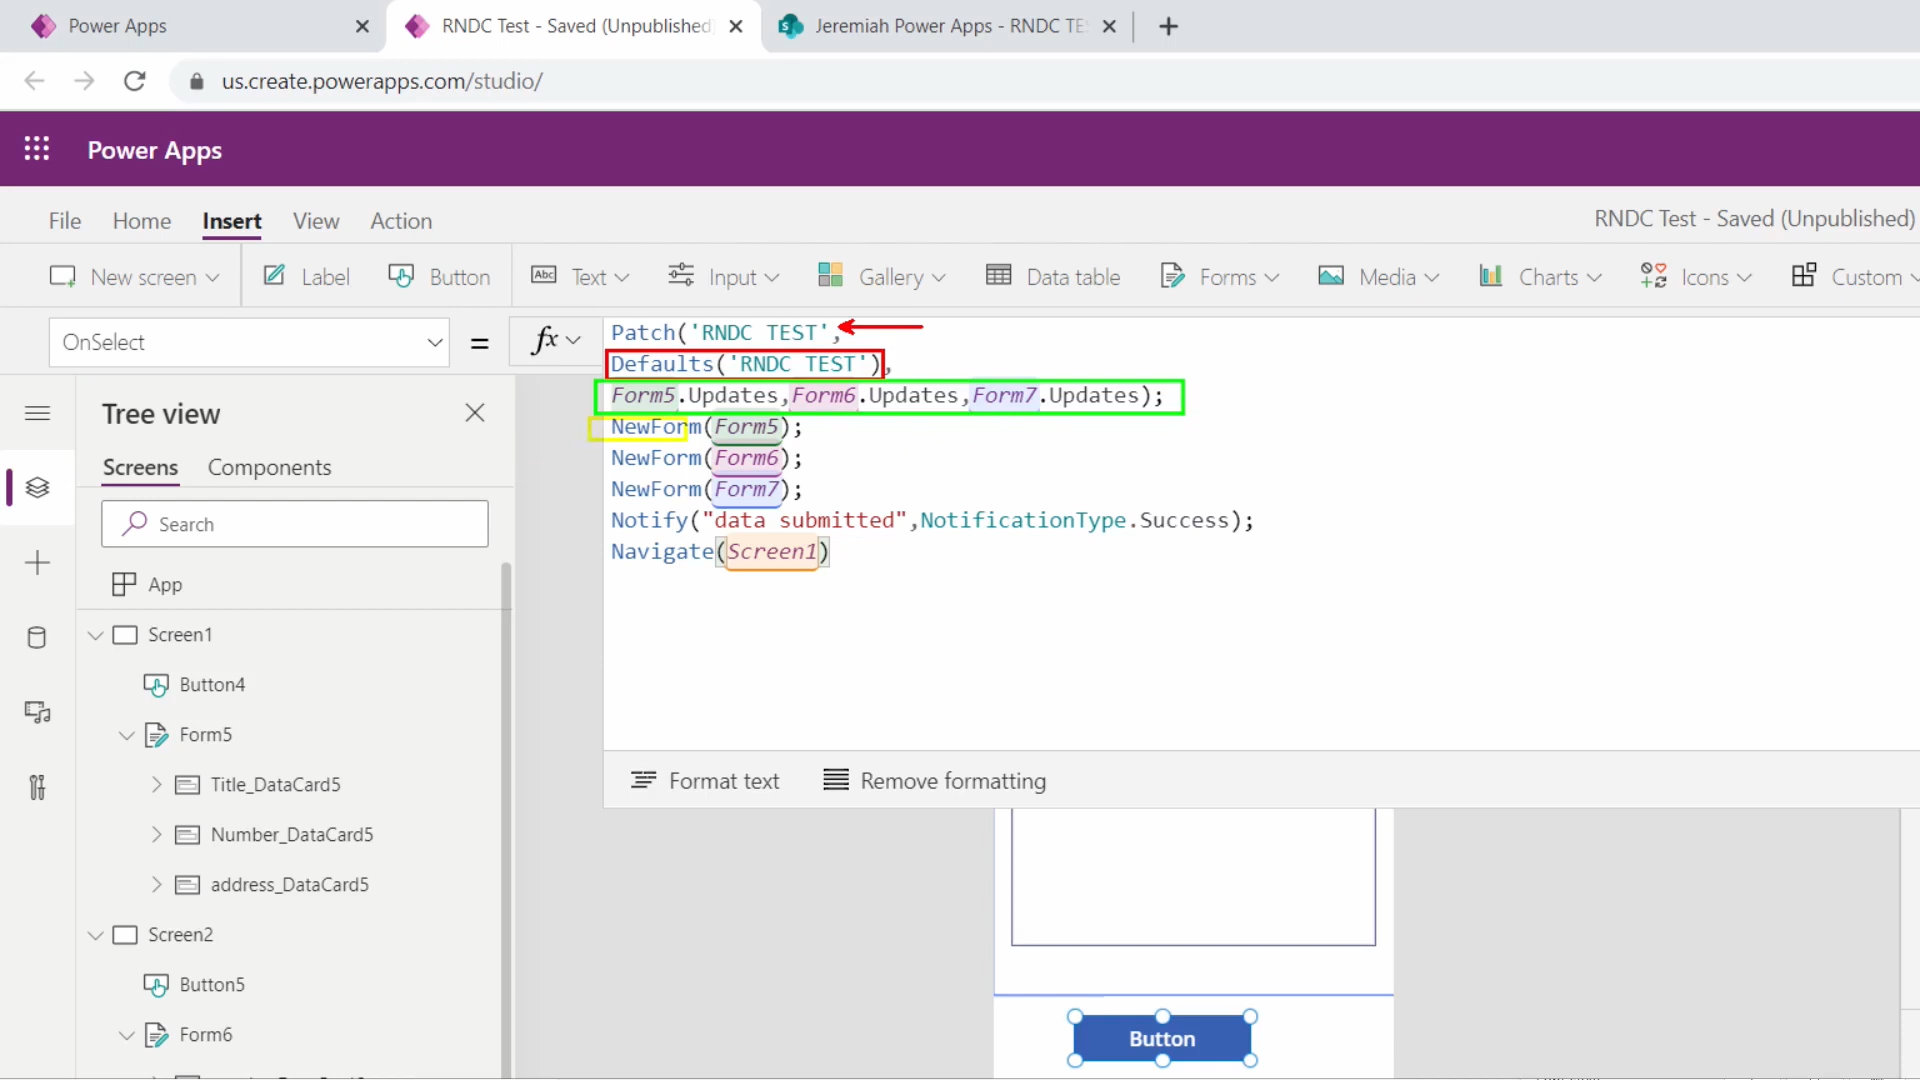 Power Apps
RNDC Test - Saved (Unpublished)
Jeremiah Power Apps - RNDC TE
us.create.powerapps.com/studio/
Power Apps
File Home Insert View Action
RNDC Test - Saved (Unpublished)
New screen Label Button Text Input Gallery Data table Forms Media Charts Icons Custom
OnSelect = fx
Patch('RNDC TEST',
Defaults('RNDC TEST'),
Form5.Updates,Form6.Updates,Form7.Updates);
NewForm(Form5);
NewForm(Form6);
NewForm(Form7);
Notify("data submitted",NotificationType.Success);
Navigate(Screen1)
Format text Remove formatting
Tree view
Screens Components
Search
App
Screen1
Button4
Form5
Title_DataCard5
Number_DataCard5
address_DataCard5
Screen2
Button5
Form6
Button